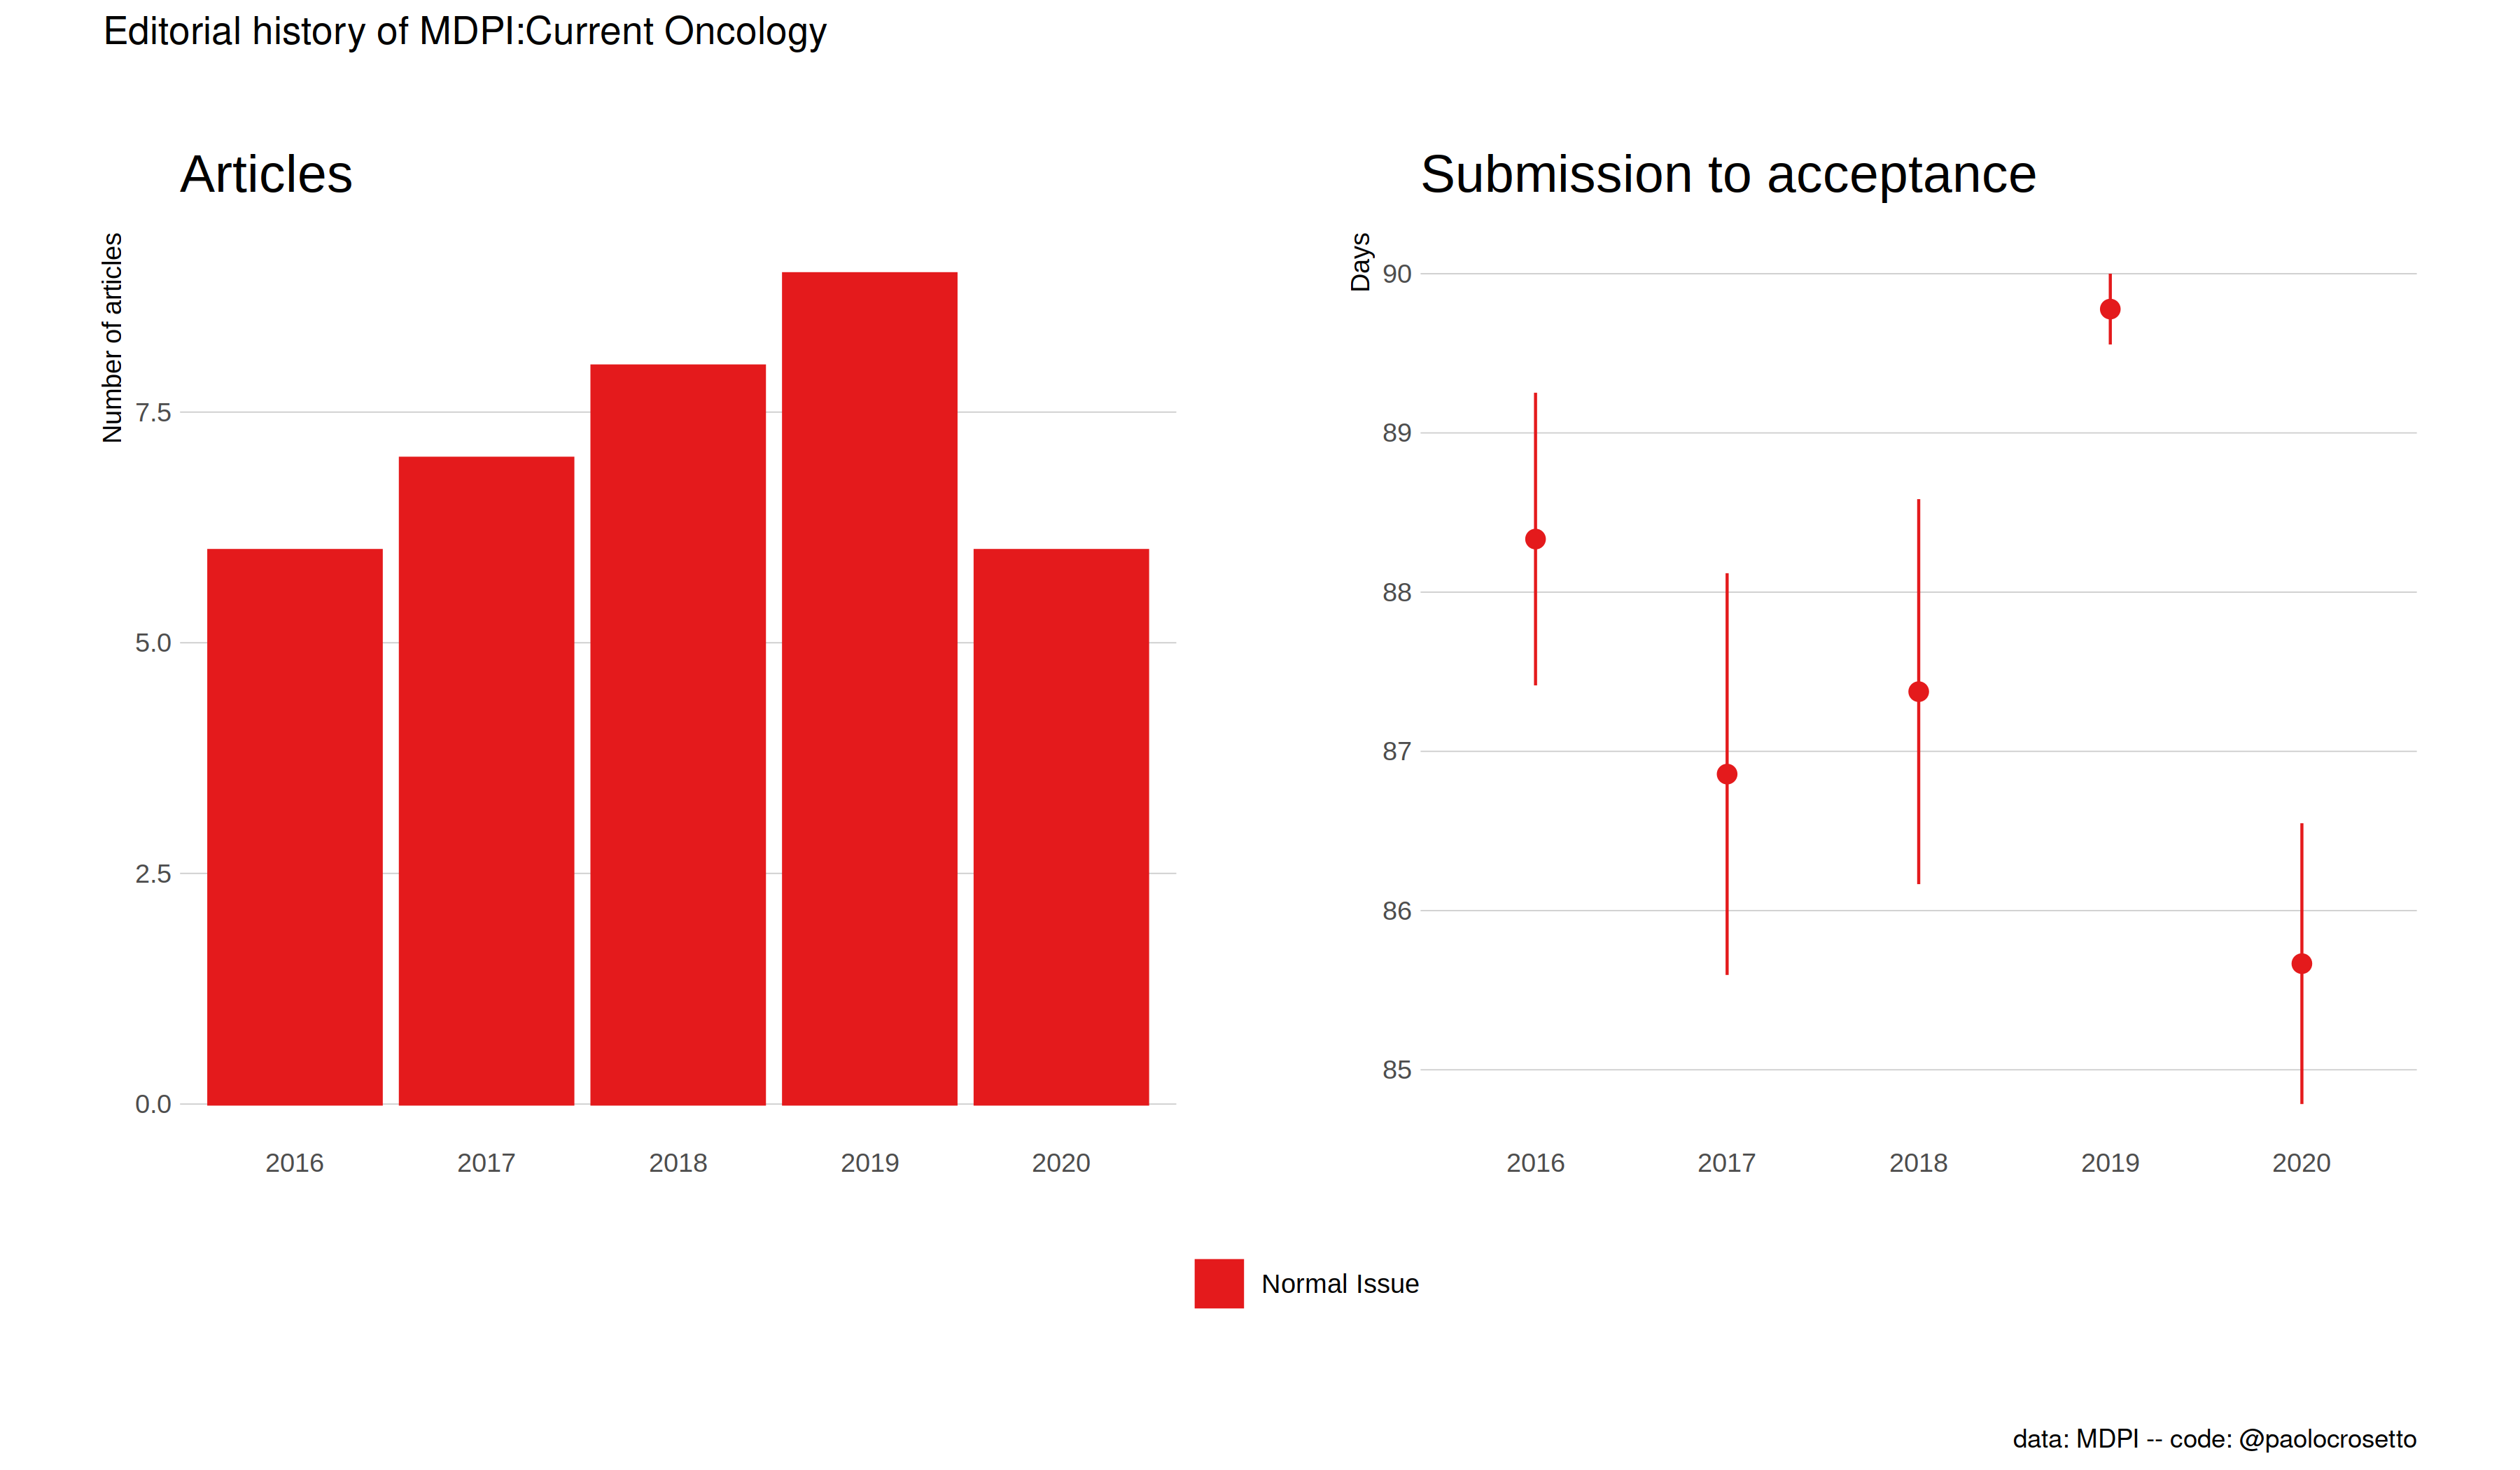 Editorial history of MDPI:Current Oncology
Articles
Number of articles
7.5
5.0
2.5
0.0
2016 2017 2018 2019 2020
Submission to acceptance
Days
90
89
88
87
86
85
2016 2017 2018 2019 2020
Normal Issue
data: MDPI -- code: @paolocrosetto